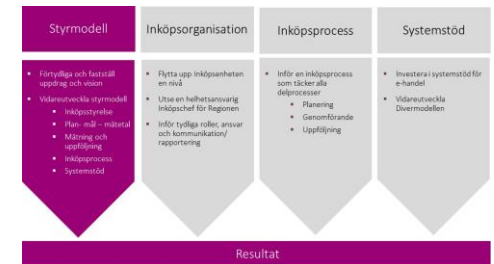 Styrmodell
Förtydliga och fastställ
uppdrag och vision
Vidareutveckla styrmodell
Inköpsstyrelse
Plan- mål – mätetal
Mätning och
uppföljning
Inköpsprocess
Systemstöd
Inköpsorganisation
Flytta upp inköpsenheten
en nivå
Utse en helhetsansvarig
Inköpschef för Regionen
Inför tydliga roller, ansvar
och kommunikation/
rapportering
Inköpsprocess
Inför en inköpsprocess
som täcker alla
delprocesser
Planering
Genomförande
Uppföljning
Systemstöd
Investera i systemstöd för
e-handel
Vidareutveckla
Divermodellen
Resultat